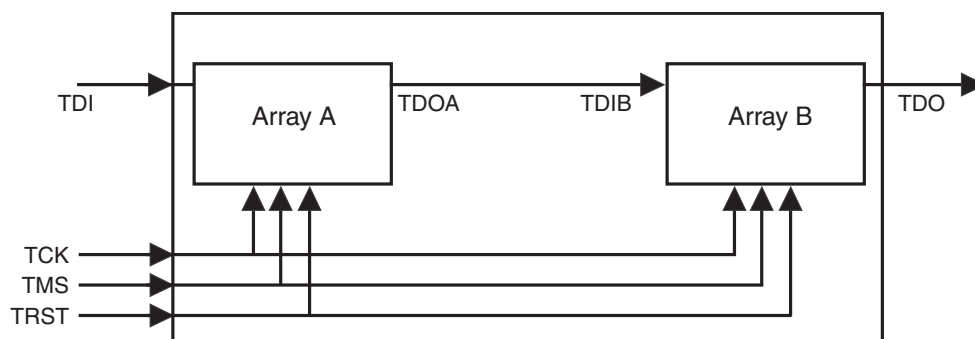 Array A
Array B
TDI
TDOA
TDIB
TDO
TCK
TMS
TRST